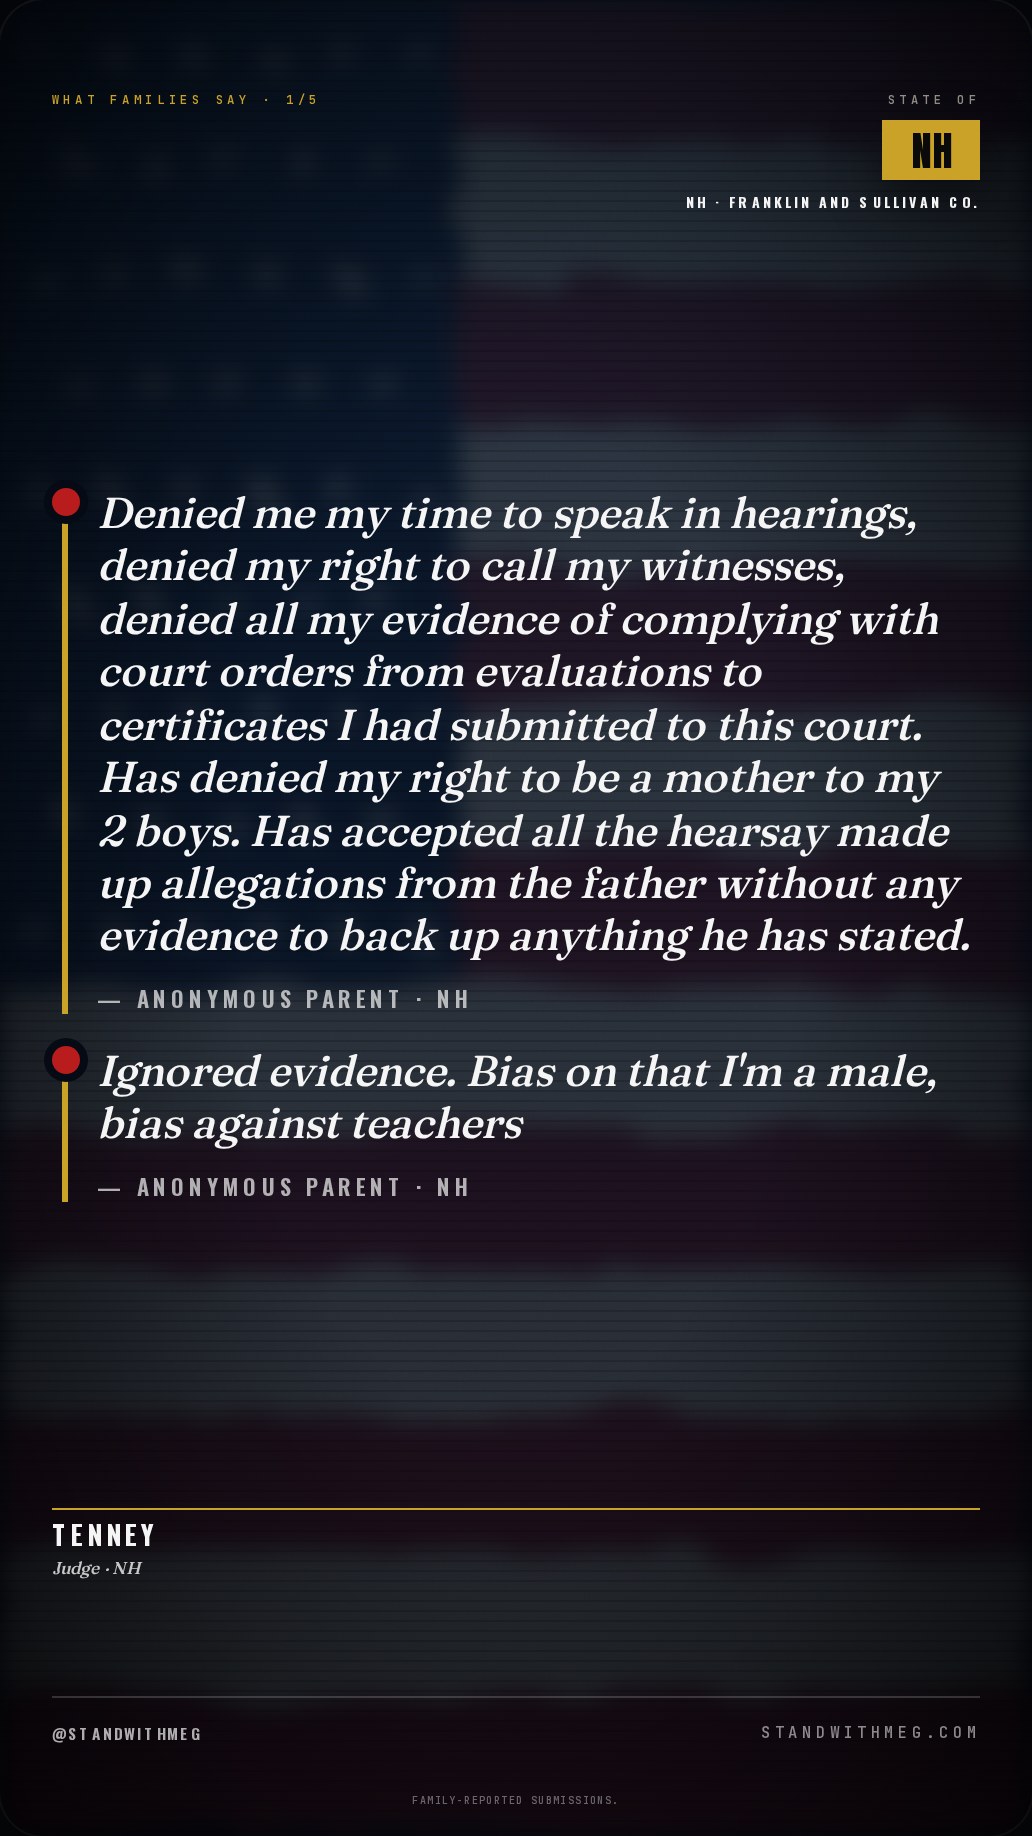 WHAT FAMILIES SAY · 1/5
STATE OF
NH
NH · FRANKLIN AND SULLIVAN CO.
Denied me my time to speak in hearings,
denied my right to call my witnesses,
denied all my evidence of complying with
court orders from evaluations to
certificates I had submitted to this court.
Has denied my right to be a mother to my
2 boys. Has accepted all the hearsay made
up allegations from the father without any
evidence to back up anything he has stated.
— ANONYMOUS PARENT · NH
Ignored evidence. Bias on that I'm a male,
bias against teachers
— ANONYMOUS PARENT · NH
TENNEY
Judge · NH
@STANDWITHMEG
STANDWITHMEG.COM
FAMILY-REPORTED SUBMISSIONS.